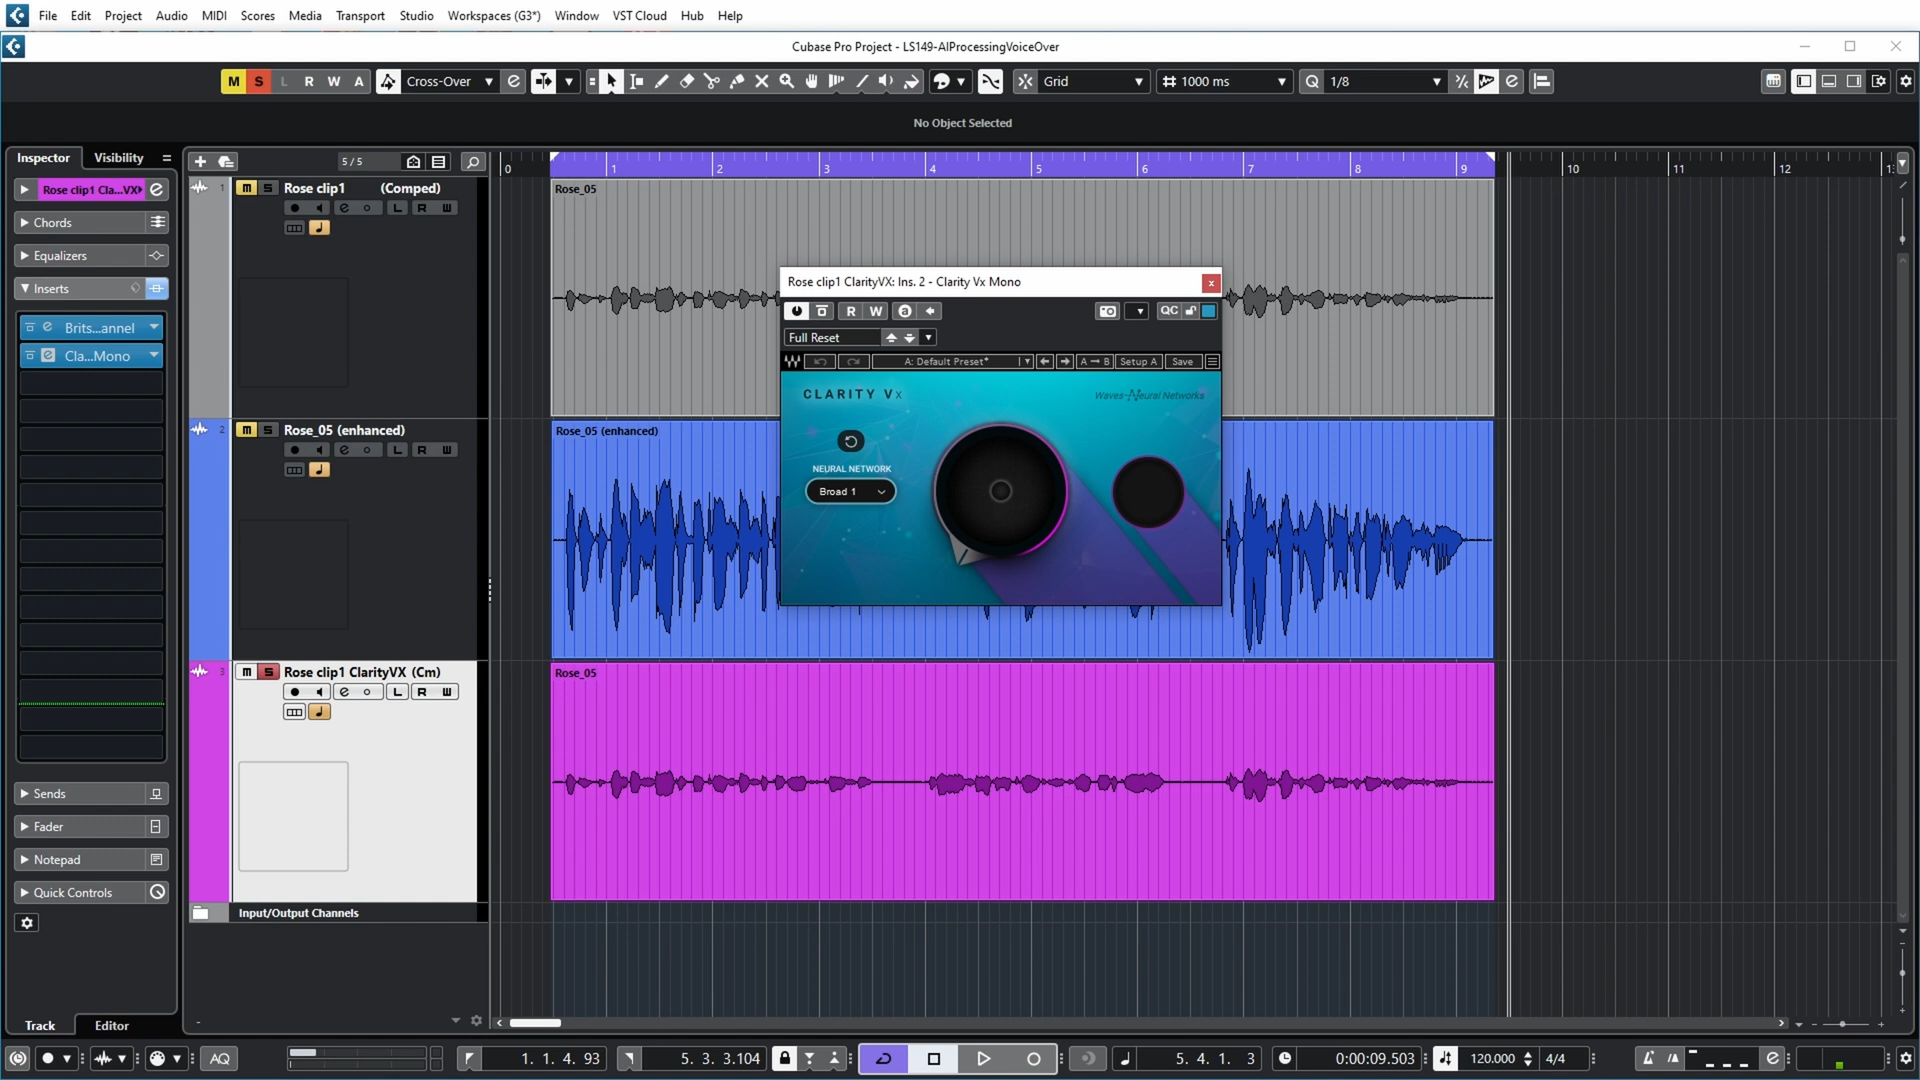 File Edit Project Audio MIDI Scores Media Transport Studio Workspaces (G3*) Window VST Cloud Hub Help
Cubase Pro Project - LS149-AIProcessingVoiceOver
M S L R W A Cross-Over Grid 1000 ms Q 1/8
No Object Selected
Inspector Visibility
5/5
0 1 2 3 4 5 6 7 8 9 10 11 12
Rose clip1 Cla...VX
Chords
Equalizers
Inserts
Brits...annel
Cla...Mono
Sends
Fader
Notepad
Quick Controls
Track Editor
1 m S Rose clip1 (Comped)
L R W
2 m S Rose_05 (enhanced)
L R W
3 m S Rose clip1 ClarityVX (Cm)
L R W
Input/Output Channels
Rose_05
Rose_05 (enhanced)
Rose_05
Rose clip1 ClarityVX: Ins. 2 - Clarity Vx Mono x
R W a QC
Full Reset
A: Default Preset* A → B Setup A Save
CLARITY Vx
Waves Neural Networks
NEURAL NETWORK
Broad 1
AQ 1. 1. 4. 93 5. 3. 3.104 5. 4. 1. 3 0:00:09.503 120.000 4/4